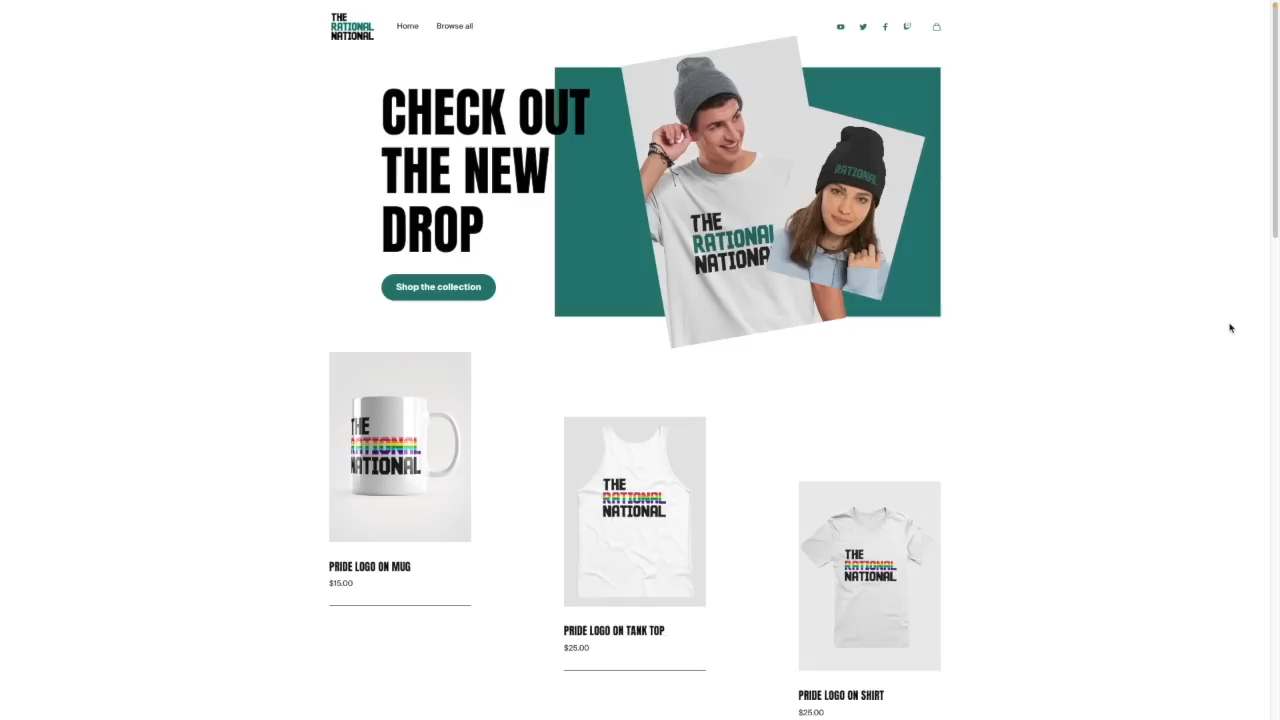 THE
RATIONAL
NATIONAL
Home
Browse all
CHECK OUT
THE NEW
DROP
Shop the collection
THE
RATIONAL
NATIONAL
RATIONAL
THE
RATIONAL
NATIONAL
PRIDE LOGO ON MUG
$15.00
THE
RATIONAL
NATIONAL
PRIDE LOGO ON TANK TOP
$25.00
THE
RATIONAL
NATIONAL
PRIDE LOGO ON SHIRT
$25.00